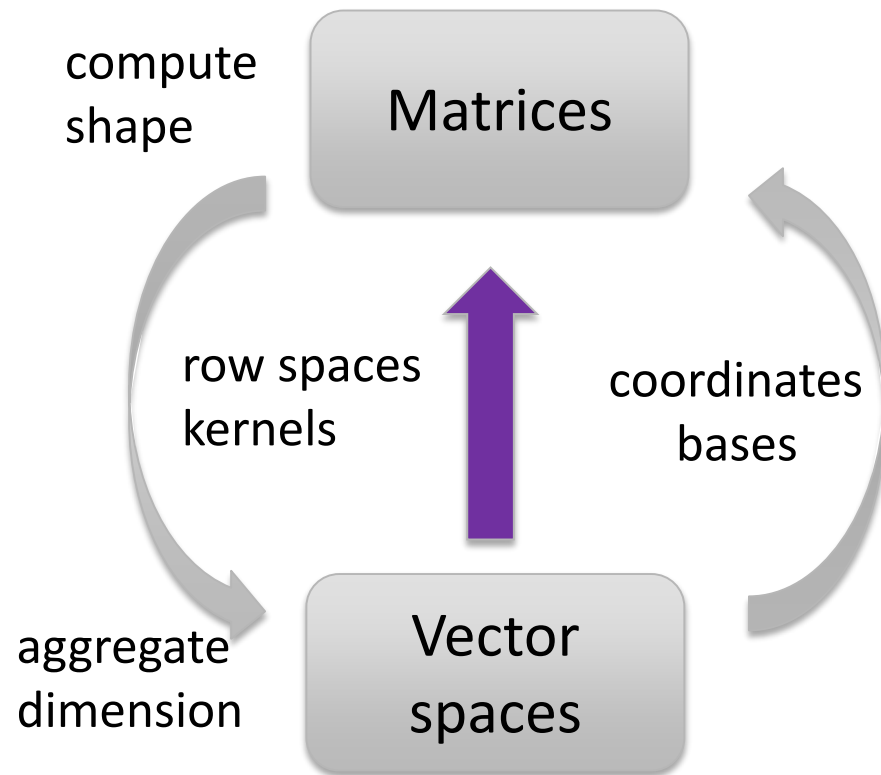 compute
shape
Matrices
row spaces
kernels
coordinates
bases
aggregate
dimension
Vector
spaces